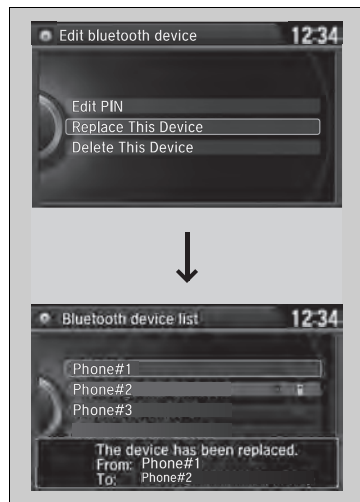 Edit bluetooth device 12:34
Edit PIN
Replace This Device
Delete This Device
Bluetooth device list 12:34
Phone#1
Phone#2
Phone#3
The device has been replaced.
From: Phone#1
To: Phone#2